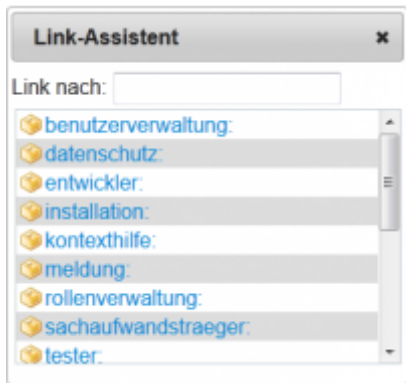 Link-Assistent
Link nach:
benutzerverwaltung:
datenschutz:
entwickler:
installation:
kontexthilfe:
meldung:
rollenverwaltung:
sachaufwandstraeger:
tester: